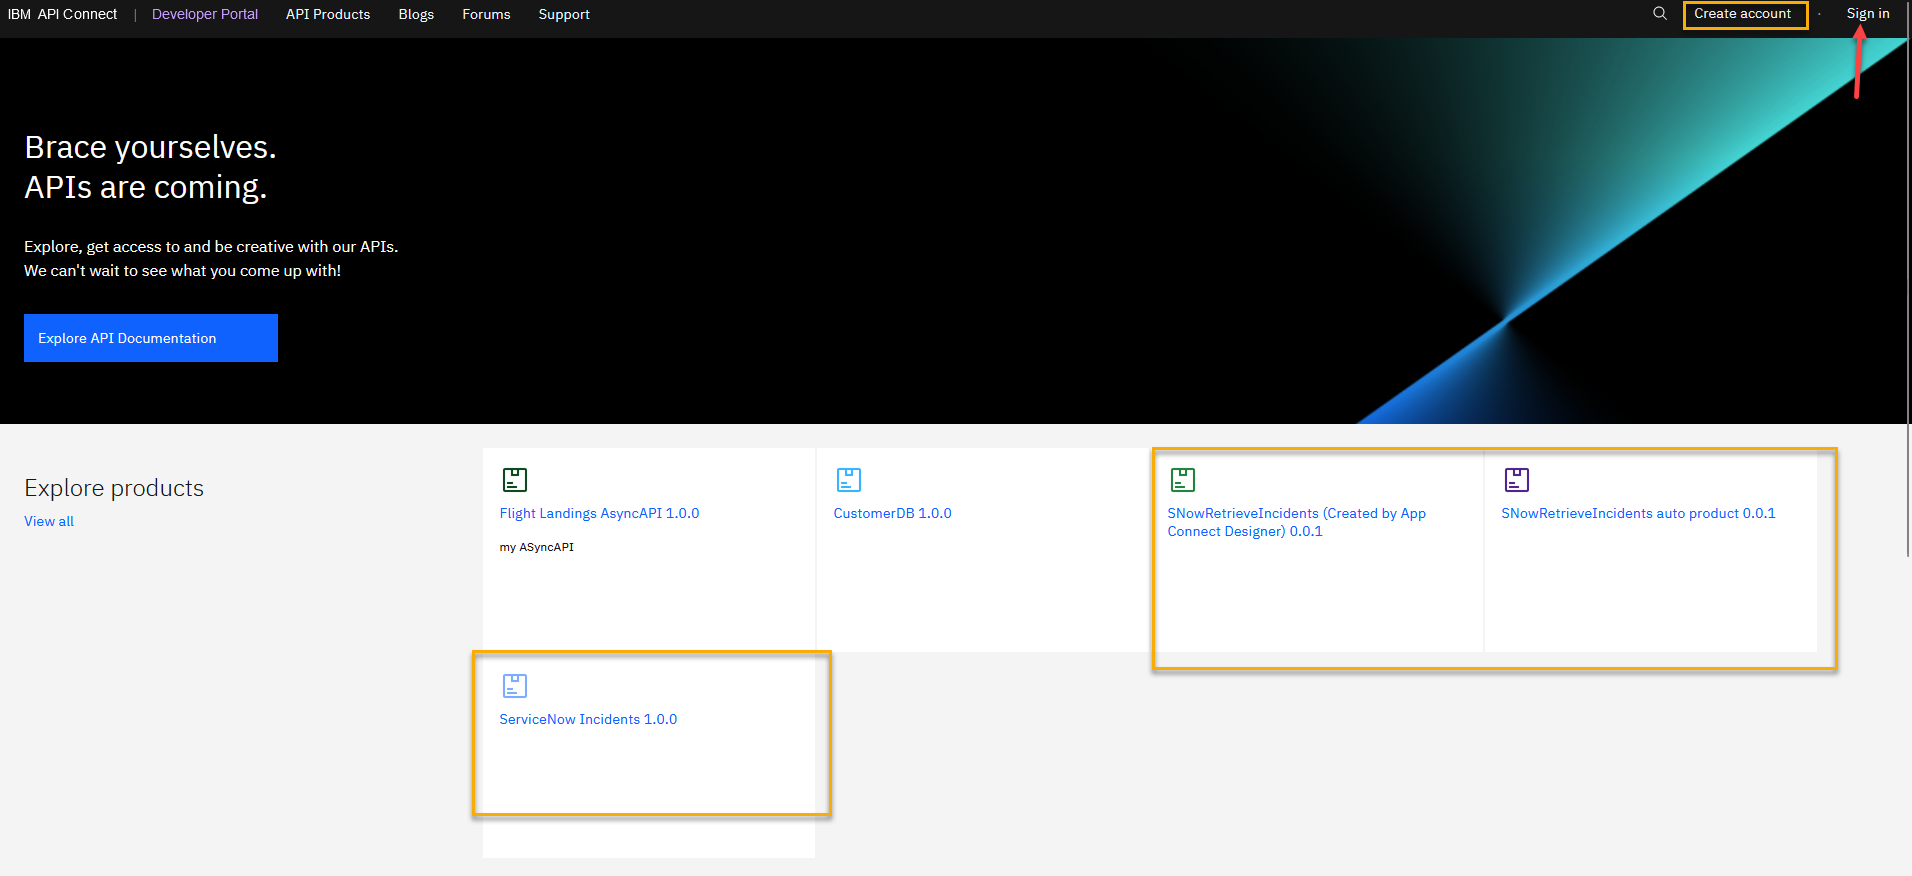 IBM API Connect | Developer Portal API Products Blogs Forums Support Create account · Sign in
Brace yourselves.
APIs are coming.
Explore, get access to and be creative with our APIs.
We can't wait to see what you come up with!
Explore API Documentation
Explore products
View all
Flight Landings AsyncAPI 1.0.0
my ASyncAPI
CustomerDB 1.0.0
SNowRetrieveIncidents (Created by App
Connect Designer) 0.0.1
SNowRetrieveIncidents auto product 0.0.1
ServiceNow Incidents 1.0.0